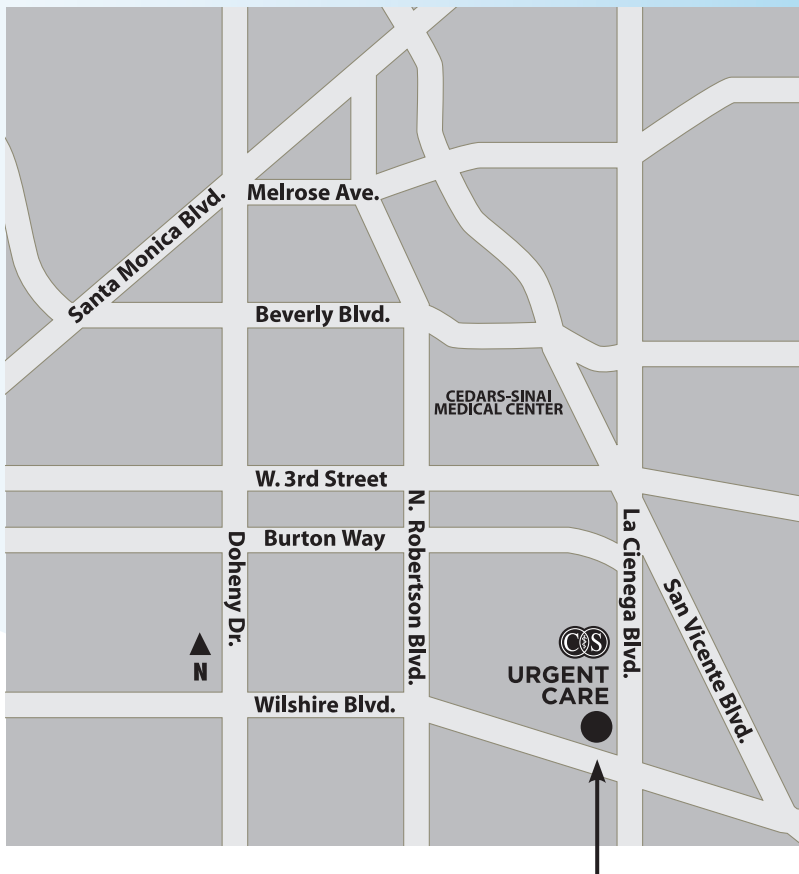 Santa Monica Blvd.
Melrose Ave.
Beverly Blvd.
CEDARS-SINAI
MEDICAL CENTER
W. 3rd Street
N. Robertson Blvd.
Burton Way
Doheny Dr.
La Cienega Blvd.
San Vicente Blvd.
CS
URGENT
CARE
N
Wilshire Blvd.